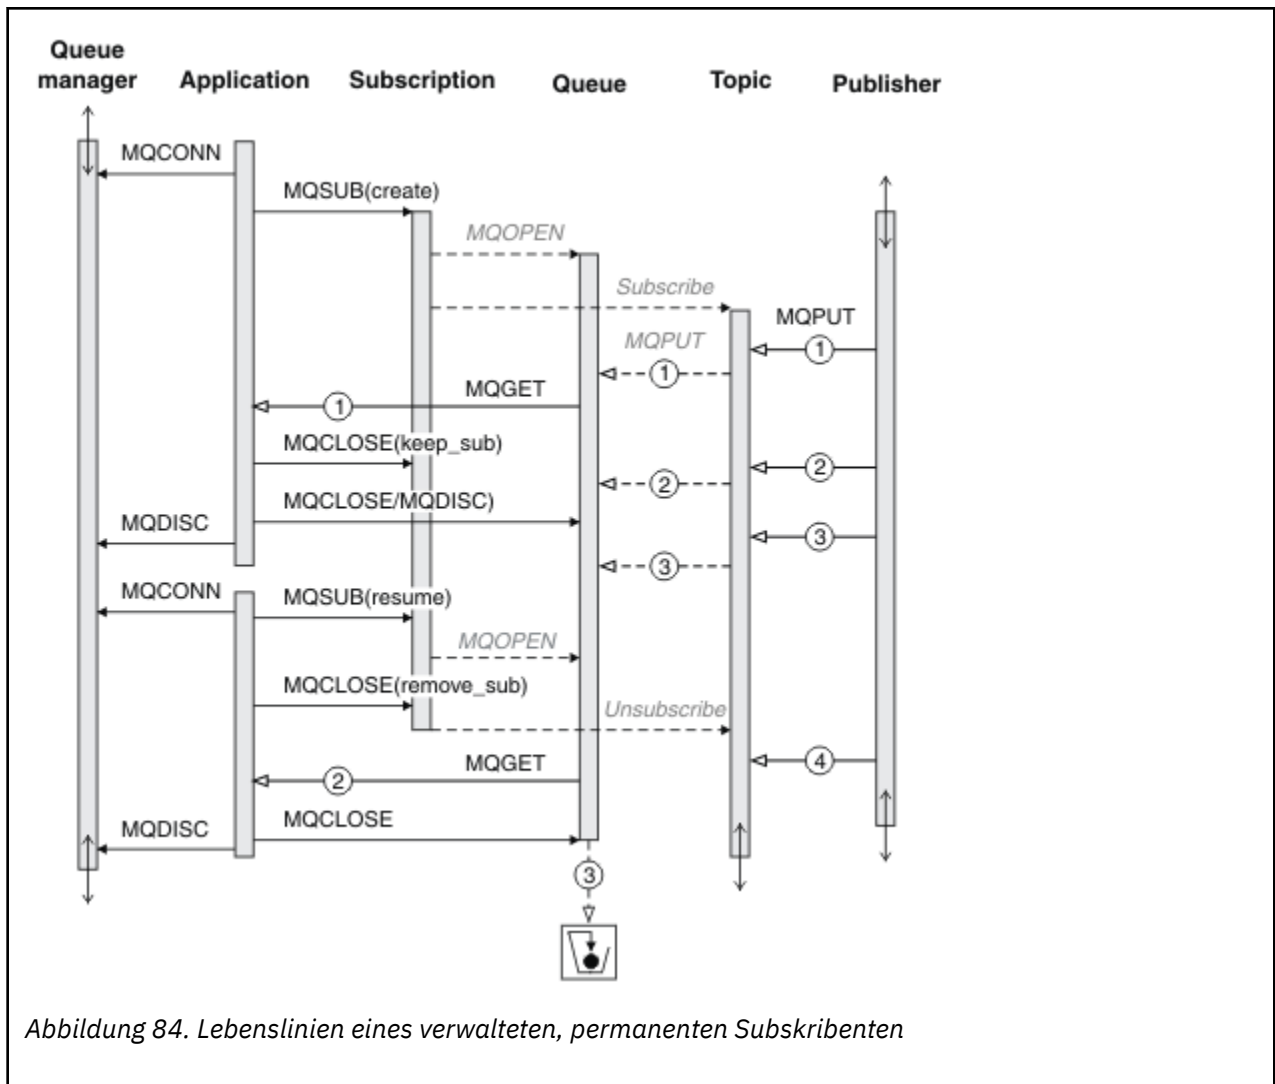 Queue
manager
Application
Subscription
Queue
Topic
Publisher
MQCONN
MQSUB(create)
MQOPEN
Subscribe
MQPUT
1
MQPUT
1
MQGET
1
MQCLOSE(keep_sub)
2
2
MQCLOSE/MQDISC)
MQDISC
3
3
MQCONN
MQSUB(resume)
MQOPEN
MQCLOSE(remove_sub)
Unsubscribe
4
MQGET
2
MQCLOSE
MQDISC
3
Abbildung 84. Lebenslinien eines verwalteten, permanenten Subskribenten